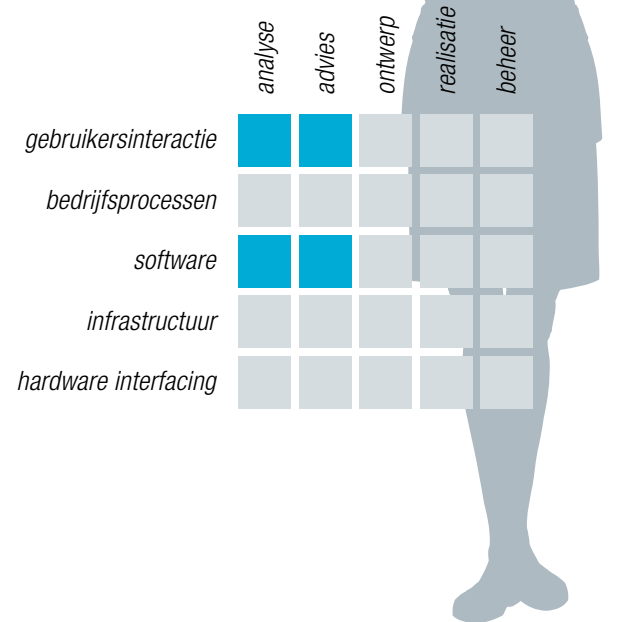 analyse
advies
ontwerp
realisatie
beheer
gebruikersinteractie
bedrijfsprocessen
software
infrastructuur
hardware interfacing